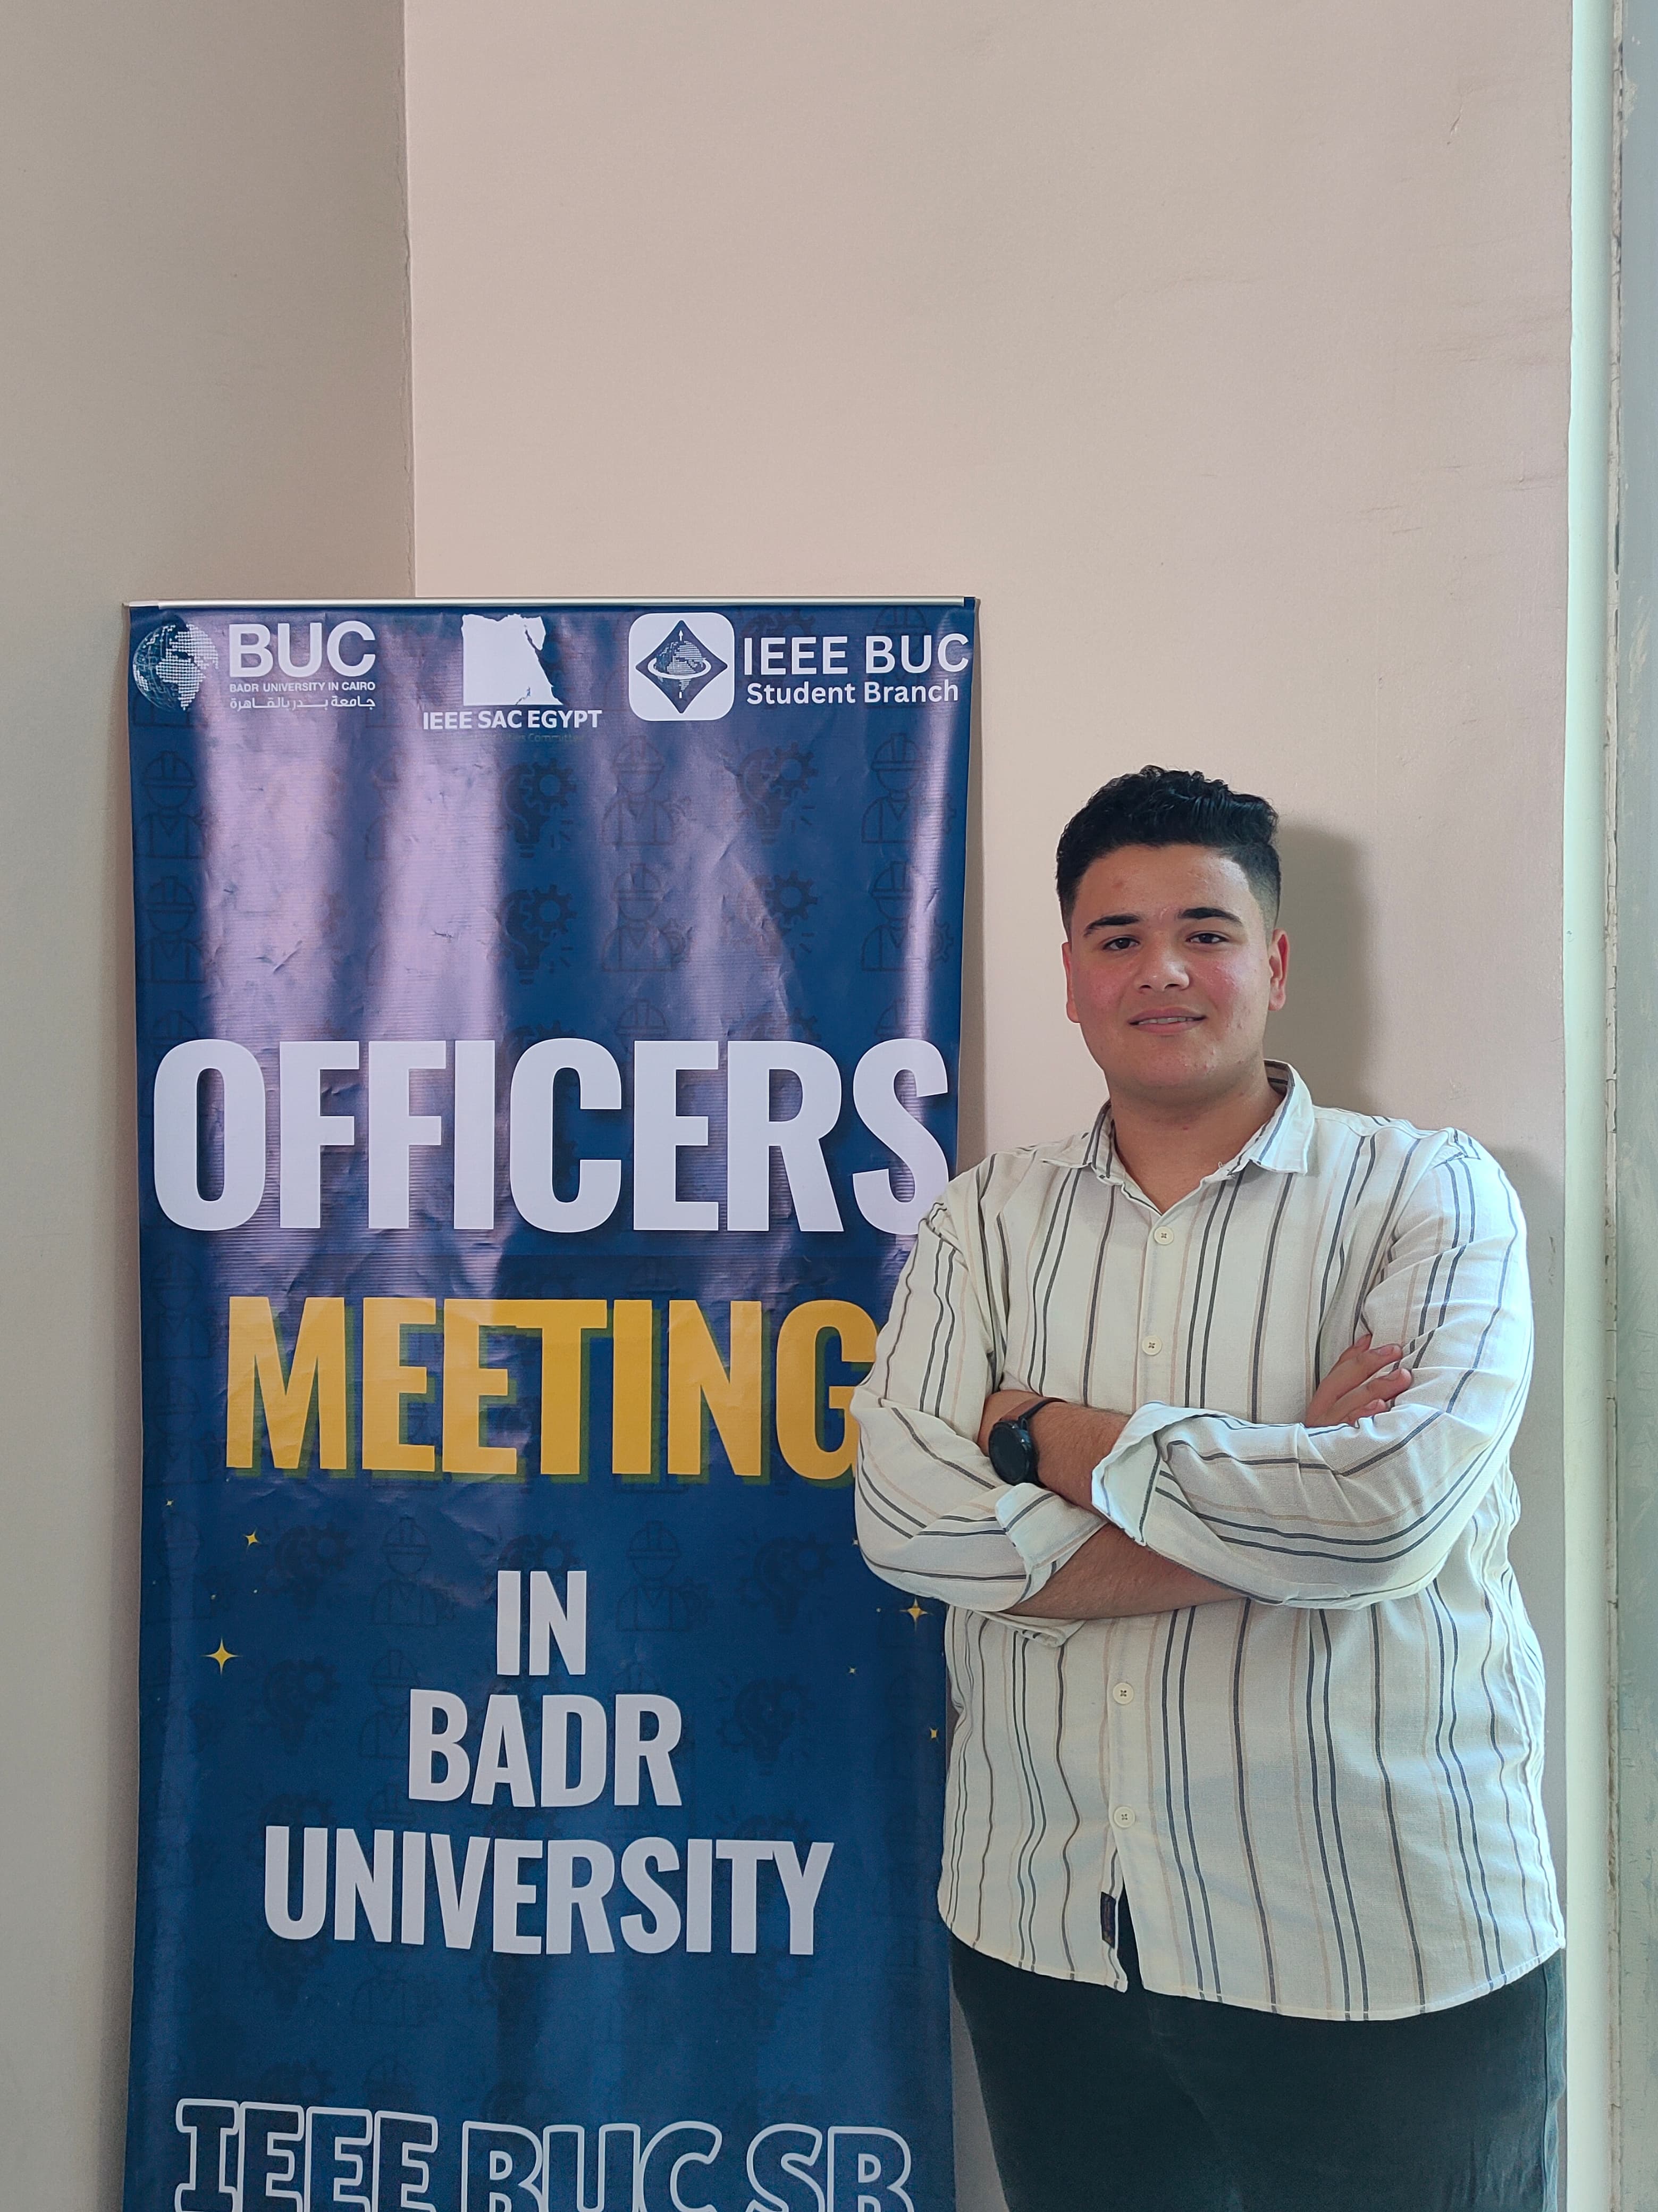 BUC
BADR UNIVERSITY IN CAIRO
جامعة بدر بالقاهرة
IEEE SAC EGYPT
IEEE BUC
Student Branch
OFFICERS
MEETING
IN
BADR
UNIVERSITY
IEEE BUC SB